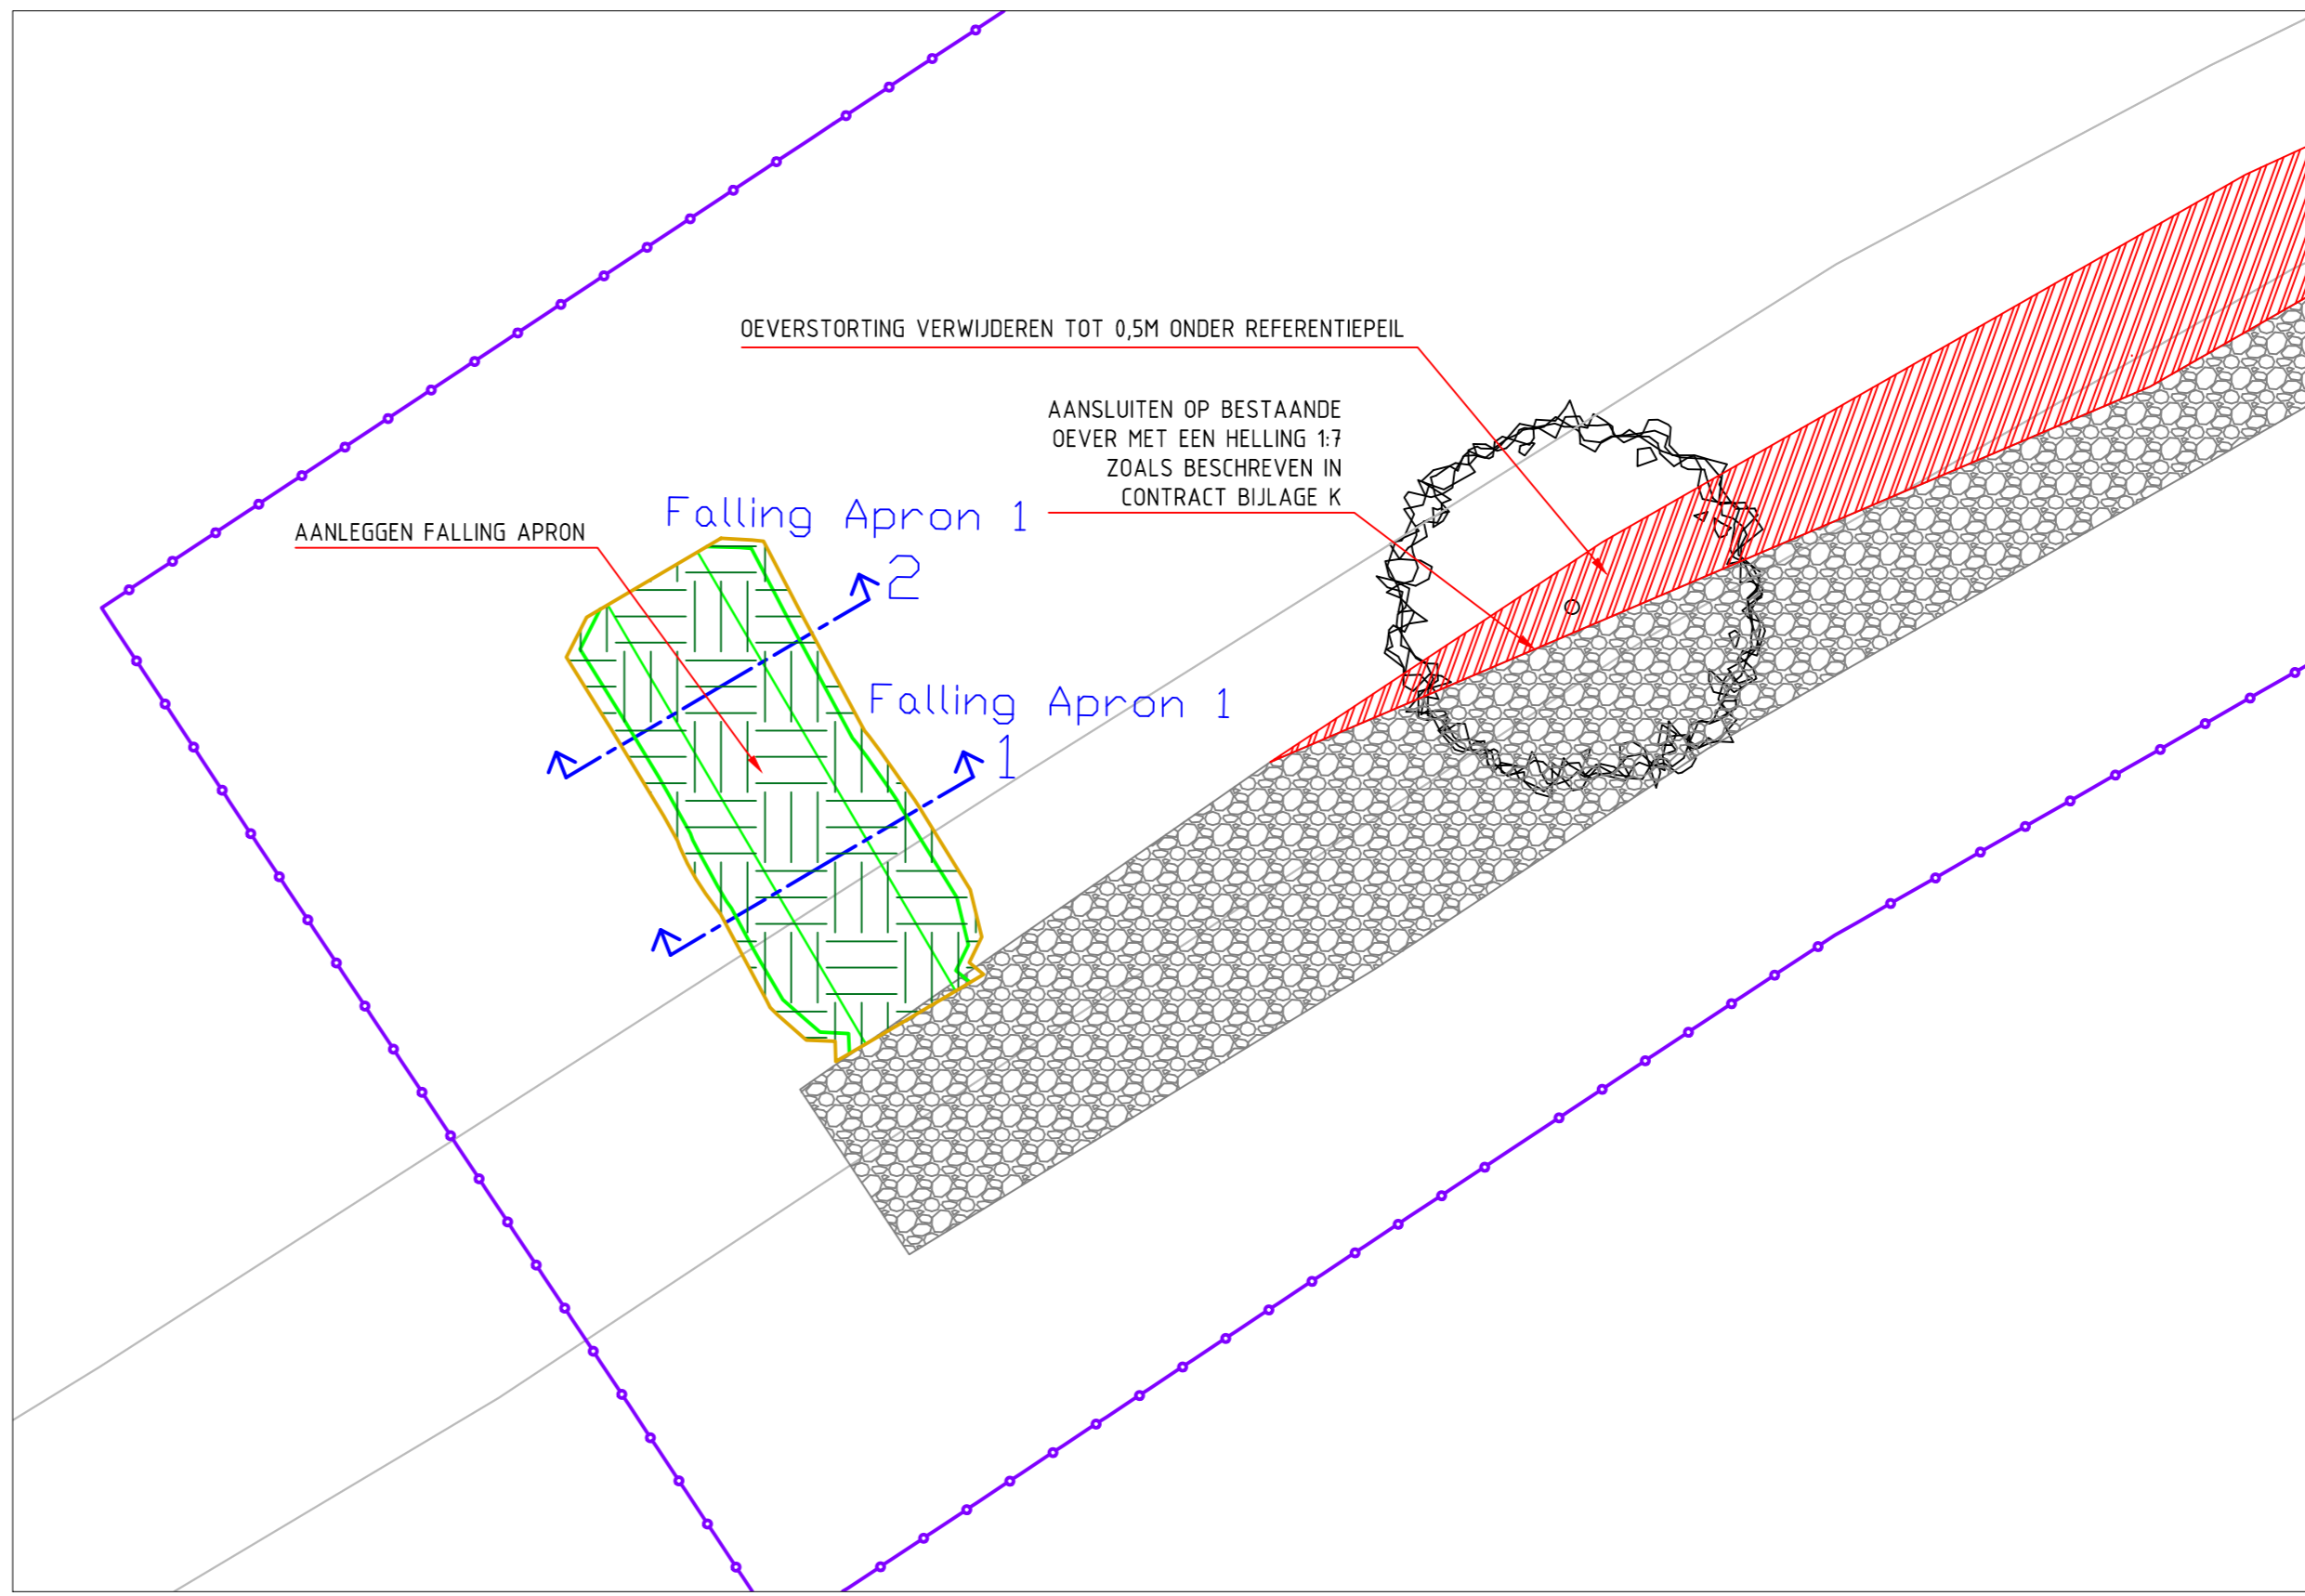 OEVERSTORTING VERWIJDEREN TOT 0,5M ONDER REFERENTIEPEIL
AANSLUITEN OP BESTAANDE
OEVER MET EEN HELLING 1:7
ZOALS BESCHREVEN IN
CONTRACT BIJLAGE K
AANLEGGEN FALLING APRON
Falling Apron 1
2
Falling Apron 1
1